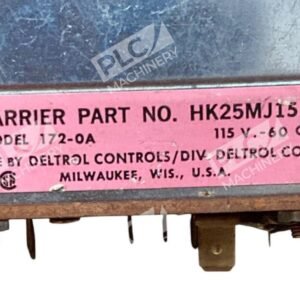 PLC
MACHINERY
ARRIER PART NO. HK25MJ15
ODEL 172-0A 115 V.-60 C
E BY DELTROL CONTROLS/DIV. DELTROL CO
MILWAUKEE, WIS., U.S.A.